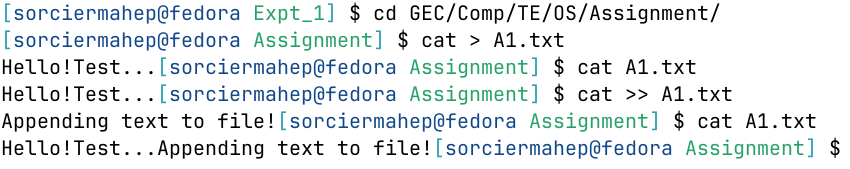 [sorciermahep@fedora Expt_1] $ cd GEC/Comp/TE/OS/Assignment/
[sorciermahep@fedora Assignment] $ cat > A1.txt
Hello!Test...[sorciermahep@fedora Assignment] $ cat A1.txt
Hello!Test...[sorciermahep@fedora Assignment] $ cat >> A1.txt
Appending text to file![sorciermahep@fedora Assignment] $ cat A1.txt
Hello!Test...Appending text to file![sorciermahep@fedora Assignment] $